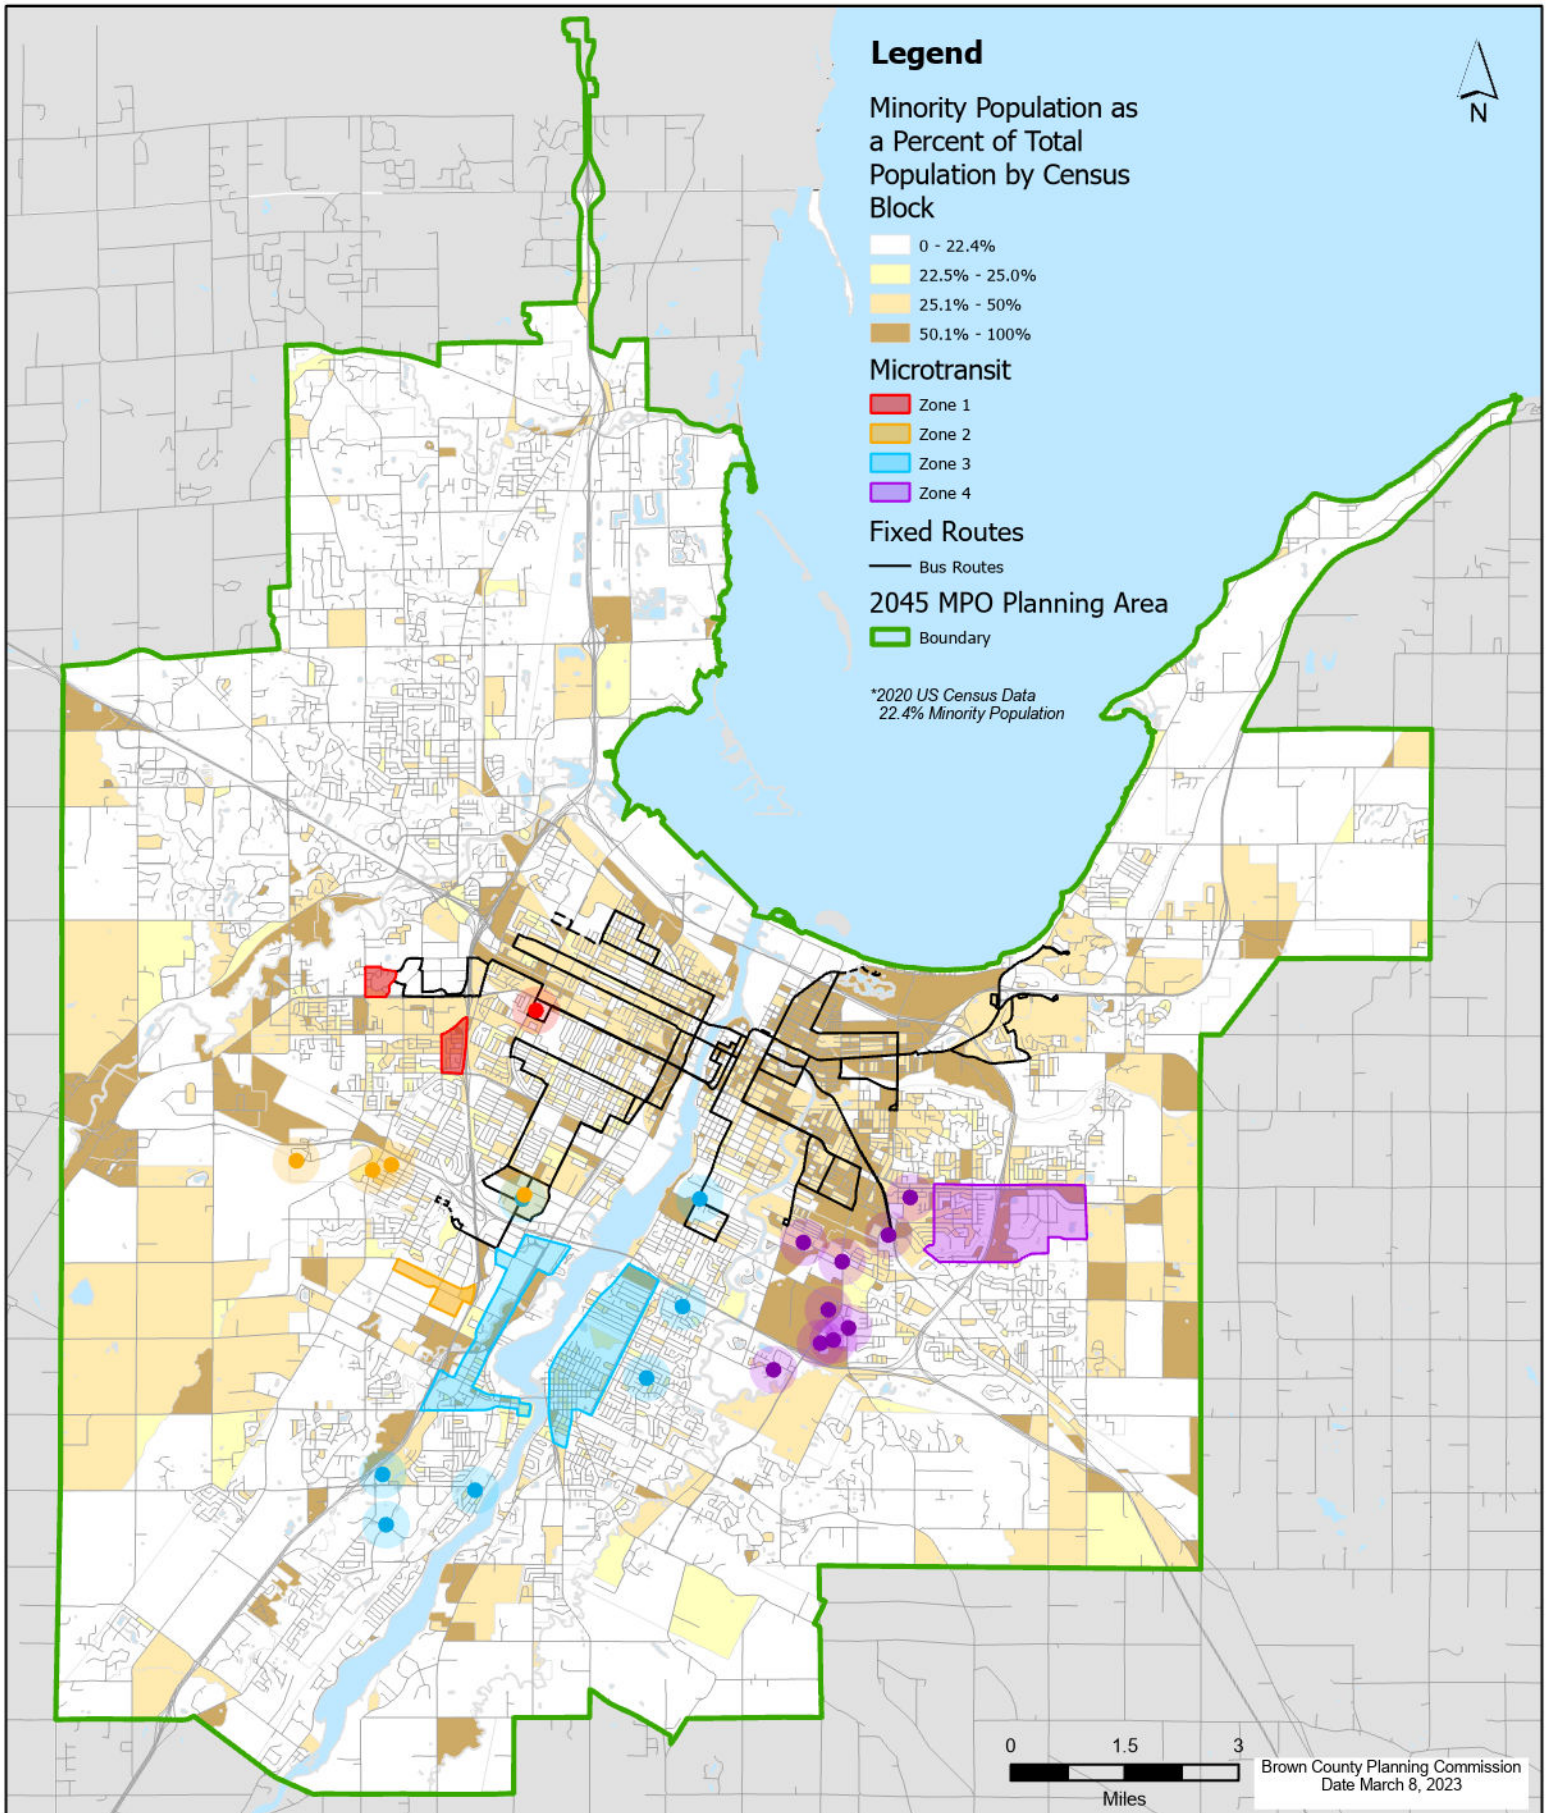 Legend
N
Minority Population as
a Percent of Total
Population by Census
Block
0 - 22.4%
22.5% - 25.0%
25.1% - 50%
50.1% - 100%
Microtransit
Zone 1
Zone 2
Zone 3
Zone 4
Fixed Routes
Bus Routes
2045 MPO Planning Area
Boundary
*2020 US Census Data
22.4% Minority Population
0 1.5 3
Miles
Brown County Planning Commission
Date March 8, 2023